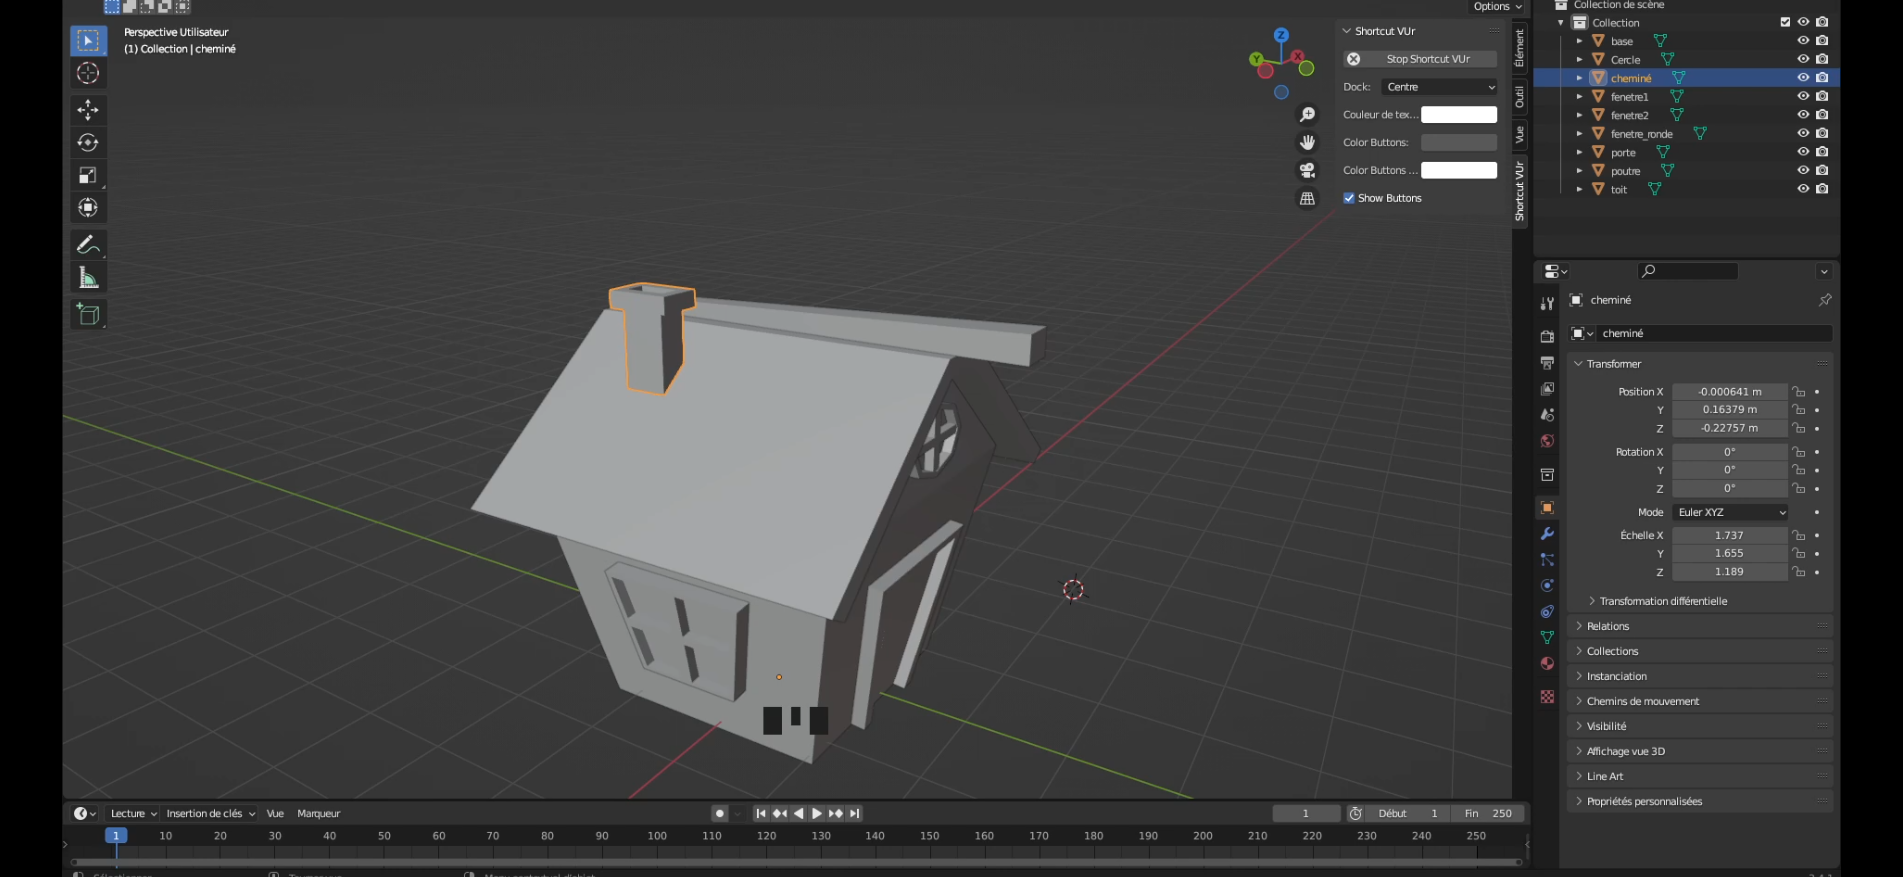 Options
Perspective Utilisateur
(1) Collection | cheminé
Z
Y
X
Shortcut VUr
Stop Shortcut VUr
Dock: Centre
Couleur de tex...
Color Buttons:
Color Buttons ...
Show Buttons
Élément
Outil
Vue
Shortcut VUr
Collection de scène
Collection
base
Cercle
cheminé
fenetre1
fenetre2
fenetre_ronde
porte
poutre
toit
cheminé
cheminé
Transformer
Position X -0.000641 m
Y 0.16379 m
Z -0.22757 m
Rotation X 0°
Y 0°
Z 0°
Mode Euler XYZ
Échelle X 1.737
Y 1.655
Z 1.189
Transformation différentielle
Relations
Collections
Instanciation
Chemins de mouvement
Visibilité
Affichage vue 3D
Line Art
Propriétés personnalisées
Lecture Insertion de clés Vue Marqueur
1 Début 1 Fin 250
1 10 20 30 40 50 60 70 80 90 100 110 120 130 140 150 160 170 180 190 200 210 220 230 240 250